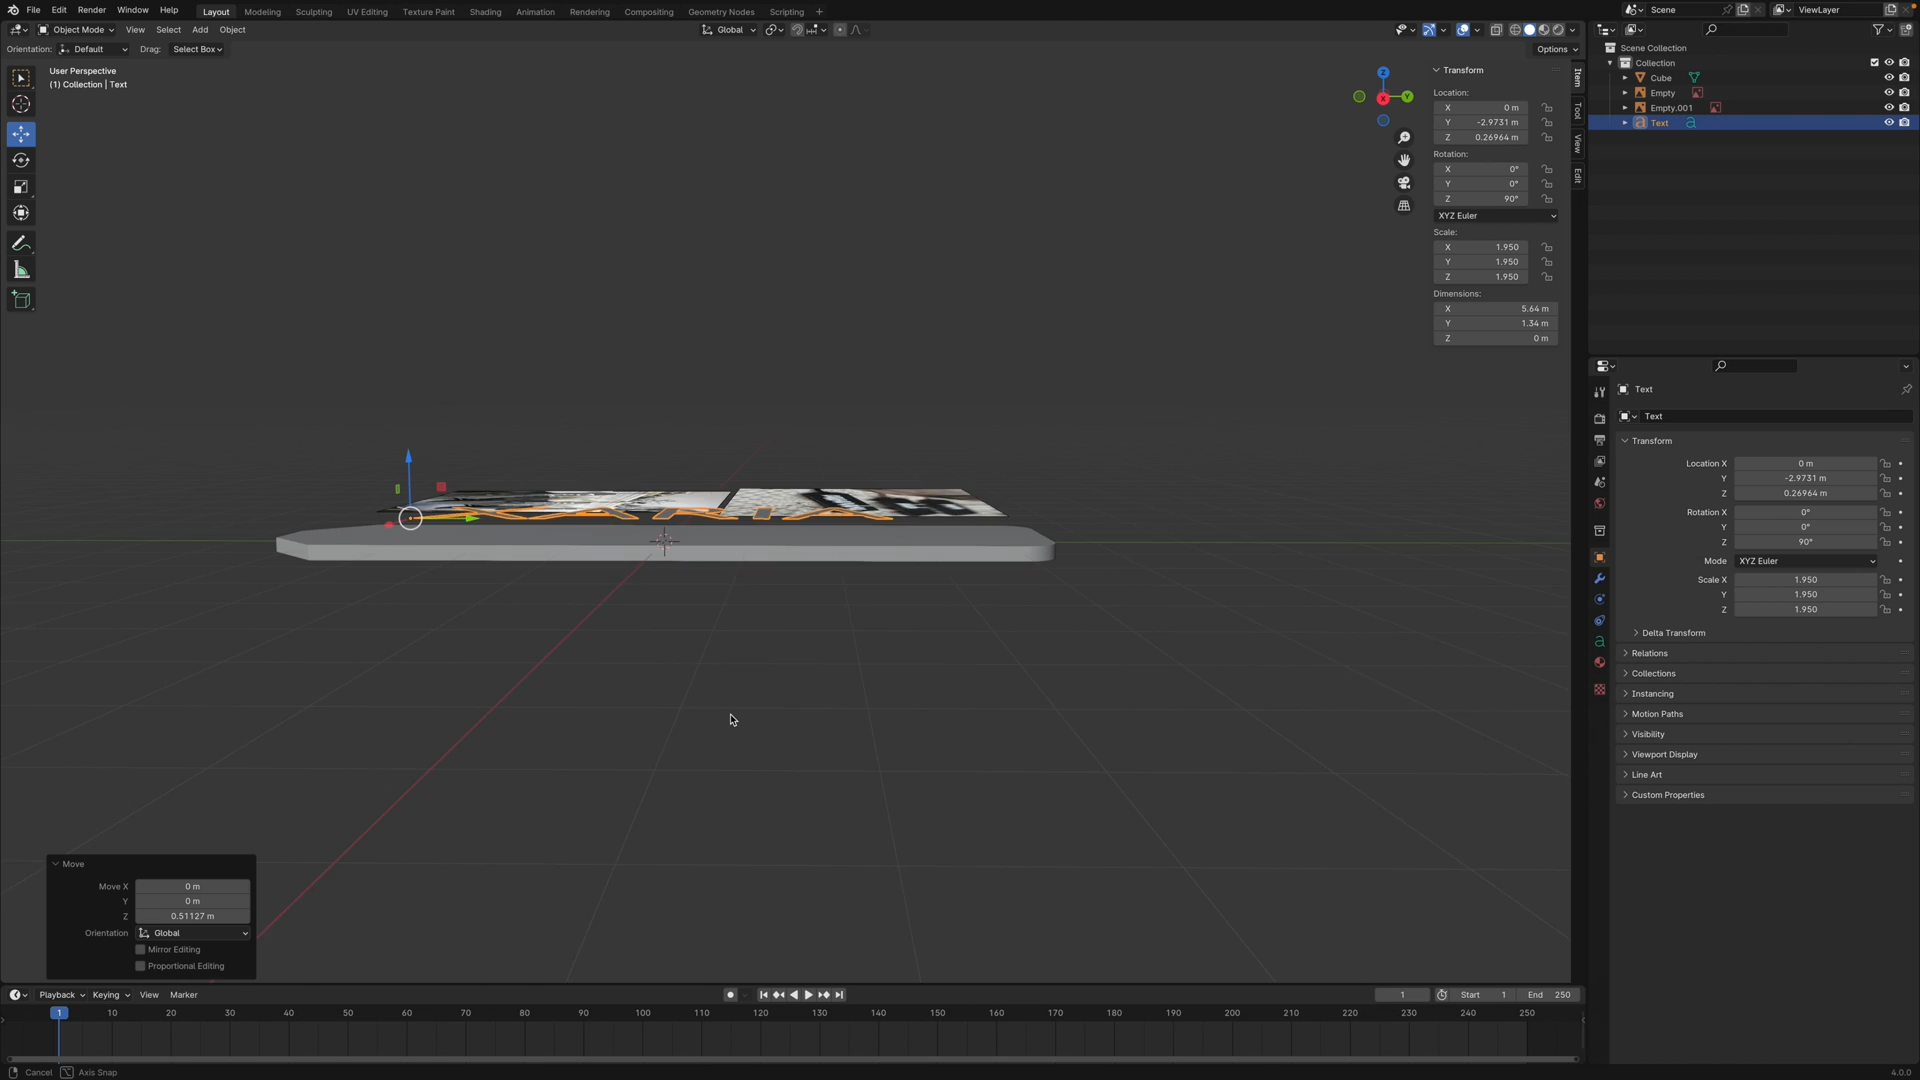 File Edit Render Window Help Layout Modeling Sculpting UV Editing Texture Paint Shading Animation Rendering Compositing Geometry Nodes Scripting + Scene ViewLayer
Object Mode View Select Add Object Global
Orientation: Default Drag: Select Box Options
User Perspective
(1) Collection | Text
Z
Y
X
Item
Tool
View
Edit
Transform
Location:
X 0 m
Y -2.9731 m
Z 0.26964 m
Rotation:
X 0°
Y 0°
Z 90°
XYZ Euler
Scale:
X 1.950
Y 1.950
Z 1.950
Dimensions:
X 5.64 m
Y 1.34 m
Z 0 m
Scene Collection
Collection
Cube
Empty
Empty.001
Text
Text
Text
Transform
Location X 0 m
Y -2.9731 m
Z 0.26964 m
Rotation X 0°
Y 0°
Z 90°
Mode XYZ Euler
Scale X 1.950
Y 1.950
Z 1.950
Delta Transform
Relations
Collections
Instancing
Motion Paths
Visibility
Viewport Display
Line Art
Custom Properties
Move
Move X 0 m
Y 0 m
Z 0.51127 m
Orientation Global
Mirror Editing
Proportional Editing
Playback Keying View Marker 1 Start 1 End 250
1 10 20 30 40 50 60 70 80 90 100 110 120 130 140 150 160 170 180 190 200 210 220 230 240 250
Cancel Axis Snap 4.0.0